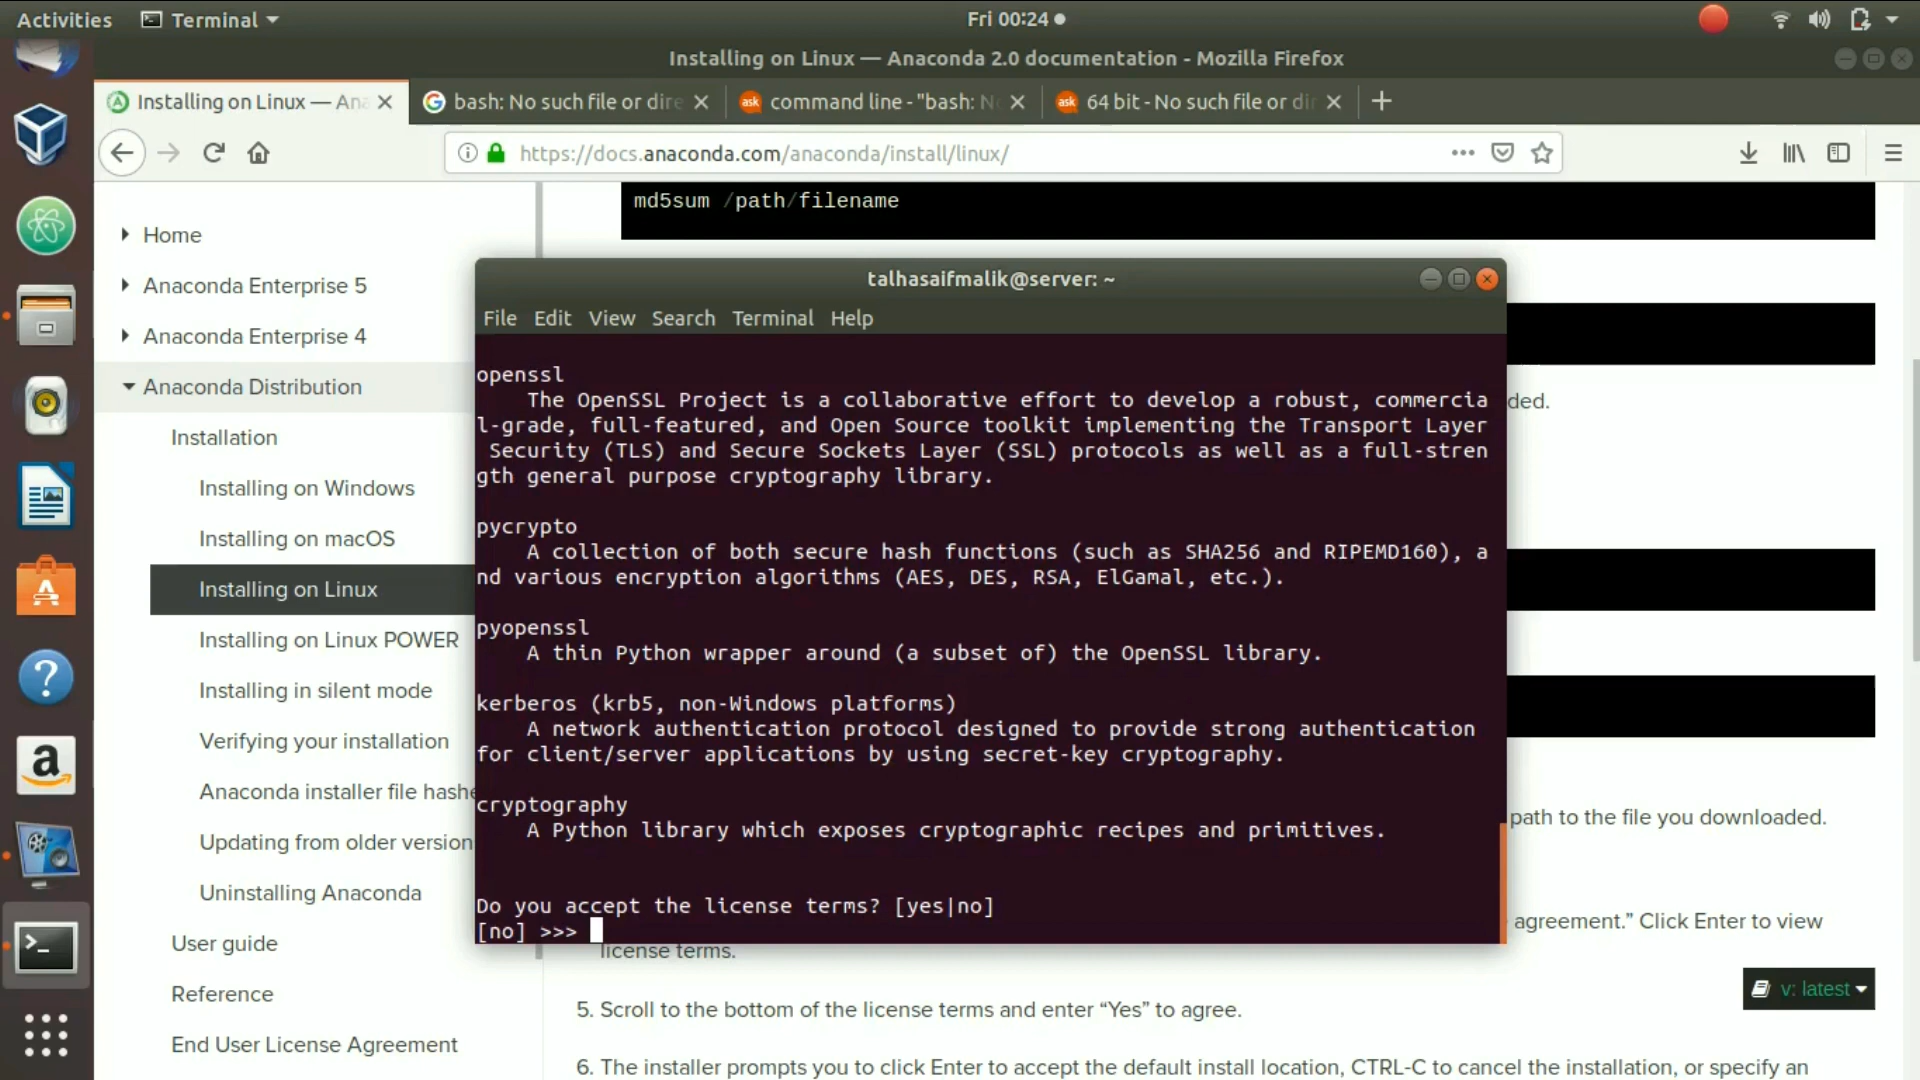 Activities Terminal Fri 00:24
Installing on Linux — Anaconda 2.0 documentation - Mozilla Firefox
Installing on Linux — Ana bash: No such file or dire command line - "bash: N 64 bit - No such file or di
https://docs.anaconda.com/anaconda/install/linux/
md5sum /path/filename
Home
Anaconda Enterprise 5
Anaconda Enterprise 4
Anaconda Distribution
Installation
Installing on Windows
Installing on macOS
Installing on Linux
Installing on Linux POWER
Installing in silent mode
Verifying your installation
Anaconda installer file hashe
Updating from older version
Uninstalling Anaconda
User guide
Reference
End User License Agreement
talhasaifmalik@server: ~
File Edit View Search Terminal Help
openssl
The OpenSSL Project is a collaborative effort to develop a robust, commercia
l-grade, full-featured, and Open Source toolkit implementing the Transport Layer
Security (TLS) and Secure Sockets Layer (SSL) protocols as well as a full-stren
gth general purpose cryptography library.
pycrypto
A collection of both secure hash functions (such as SHA256 and RIPEMD160), a
nd various encryption algorithms (AES, DES, RSA, ElGamal, etc.).
pyopenssl
A thin Python wrapper around (a subset of) the OpenSSL library.
kerberos (krb5, non-Windows platforms)
A network authentication protocol designed to provide strong authentication
for client/server applications by using secret-key cryptography.
cryptography
A Python library which exposes cryptographic recipes and primitives.
Do you accept the license terms? [yes|no]
[no] >>>
ded.
path to the file you downloaded.
agreement.” Click Enter to view
license terms.
v: latest
5. Scroll to the bottom of the license terms and enter “Yes” to agree.
6. The installer prompts you to click Enter to accept the default install location, CTRL-C to cancel the installation, or specify an